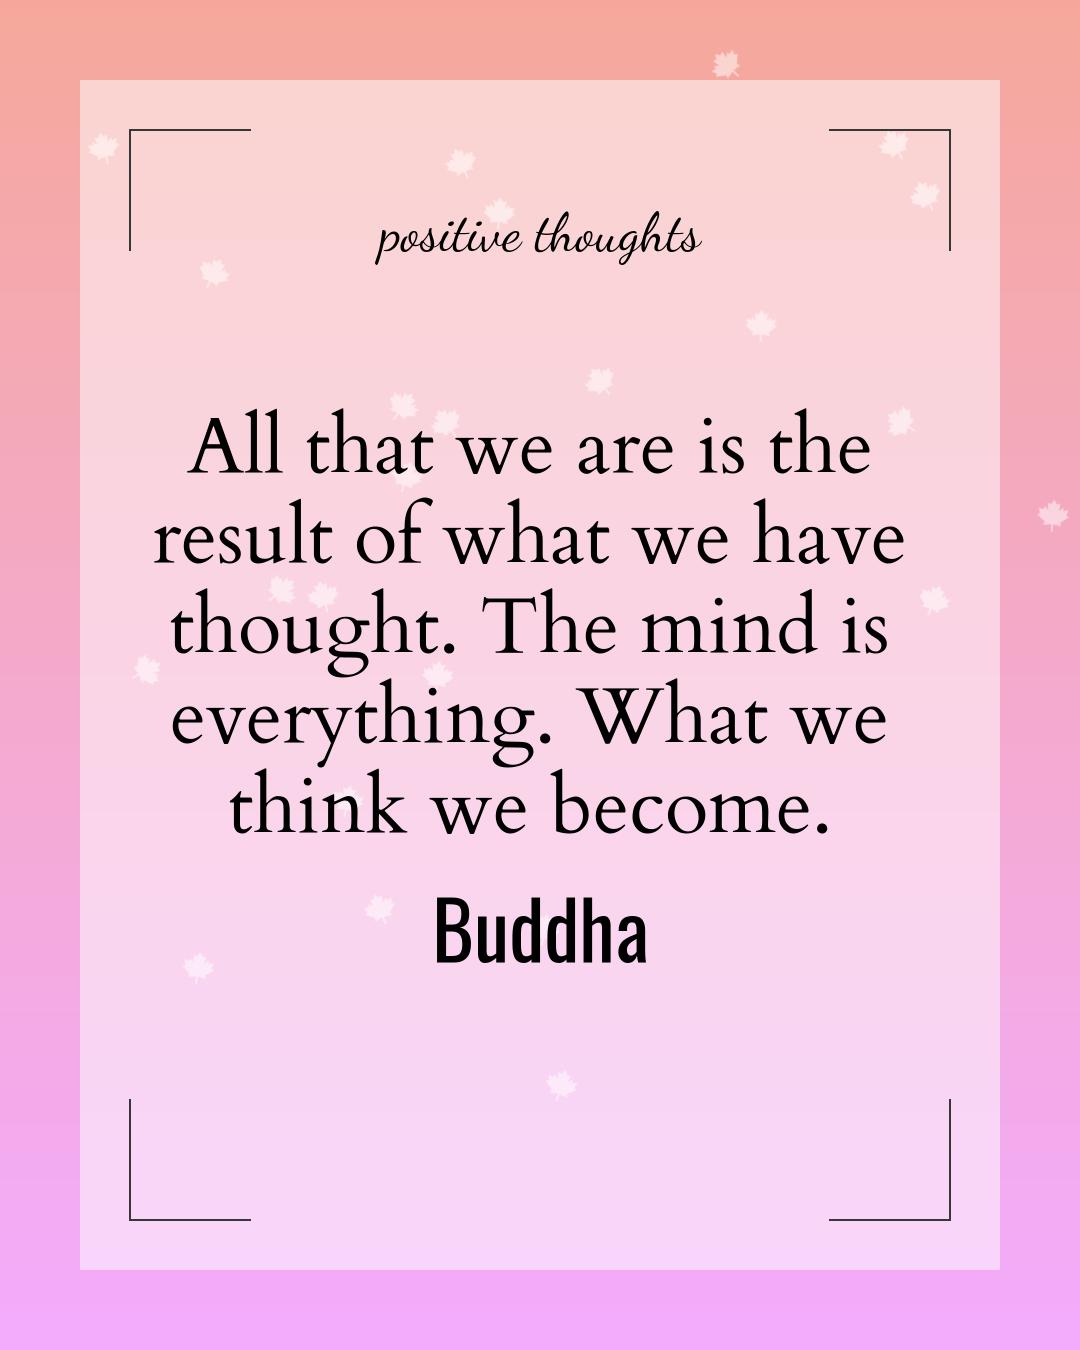 positive thoughts
All that we are is the
result of what we have
thought. The mind is
everything. What we
think we become.
Buddha